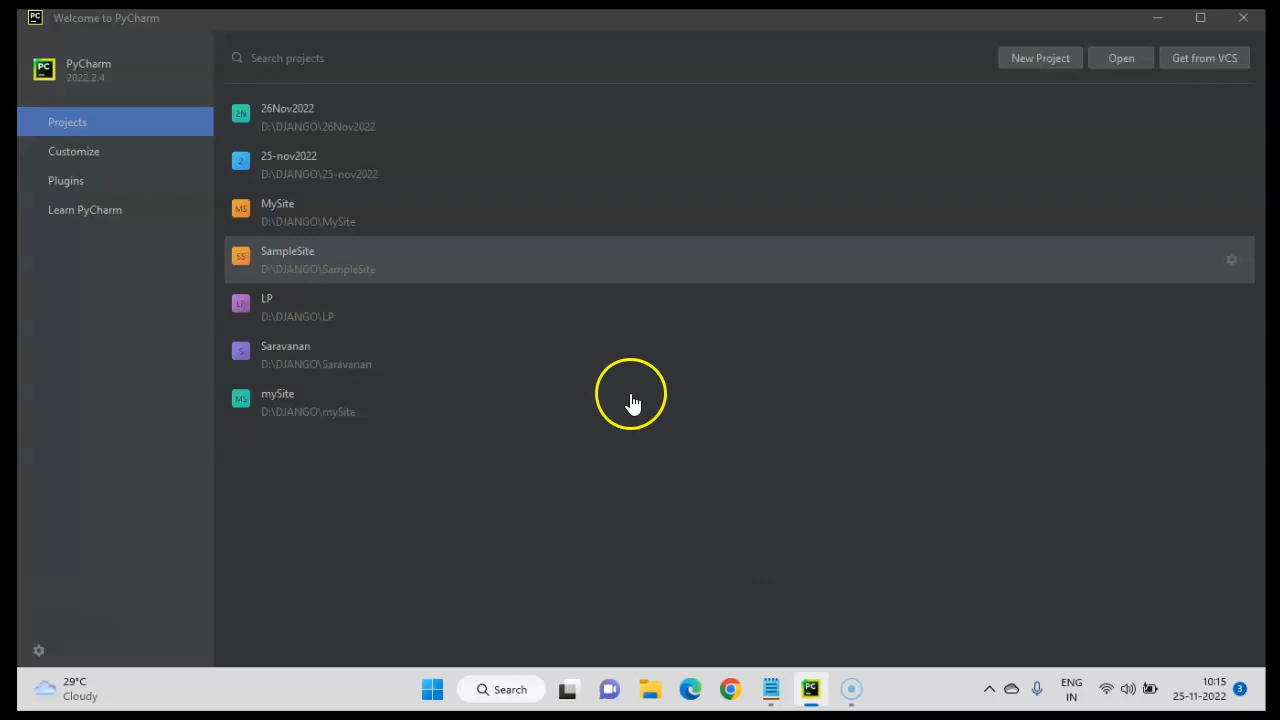 PC Welcome to PyCharm
PC PyCharm
2022.2.4
Search projects
New Project
Open
Get from VCS
Projects
Customize
Plugins
Learn PyCharm
2N 26Nov2022
D:\DJANGO\26Nov2022
2 25-nov2022
D:\DJANGO\25-nov2022
MS MySite
D:\DJANGO\MySite
SS SampleSite
D:\DJANGO\SampleSite
LP LP
D:\DJANGO\LP
S Saravanan
D:\DJANGO\Saravanan
MS mySite
D:\DJANGO\mySite
29°C
Cloudy
Search
PC
ENG
IN
10:15
25-11-2022
3